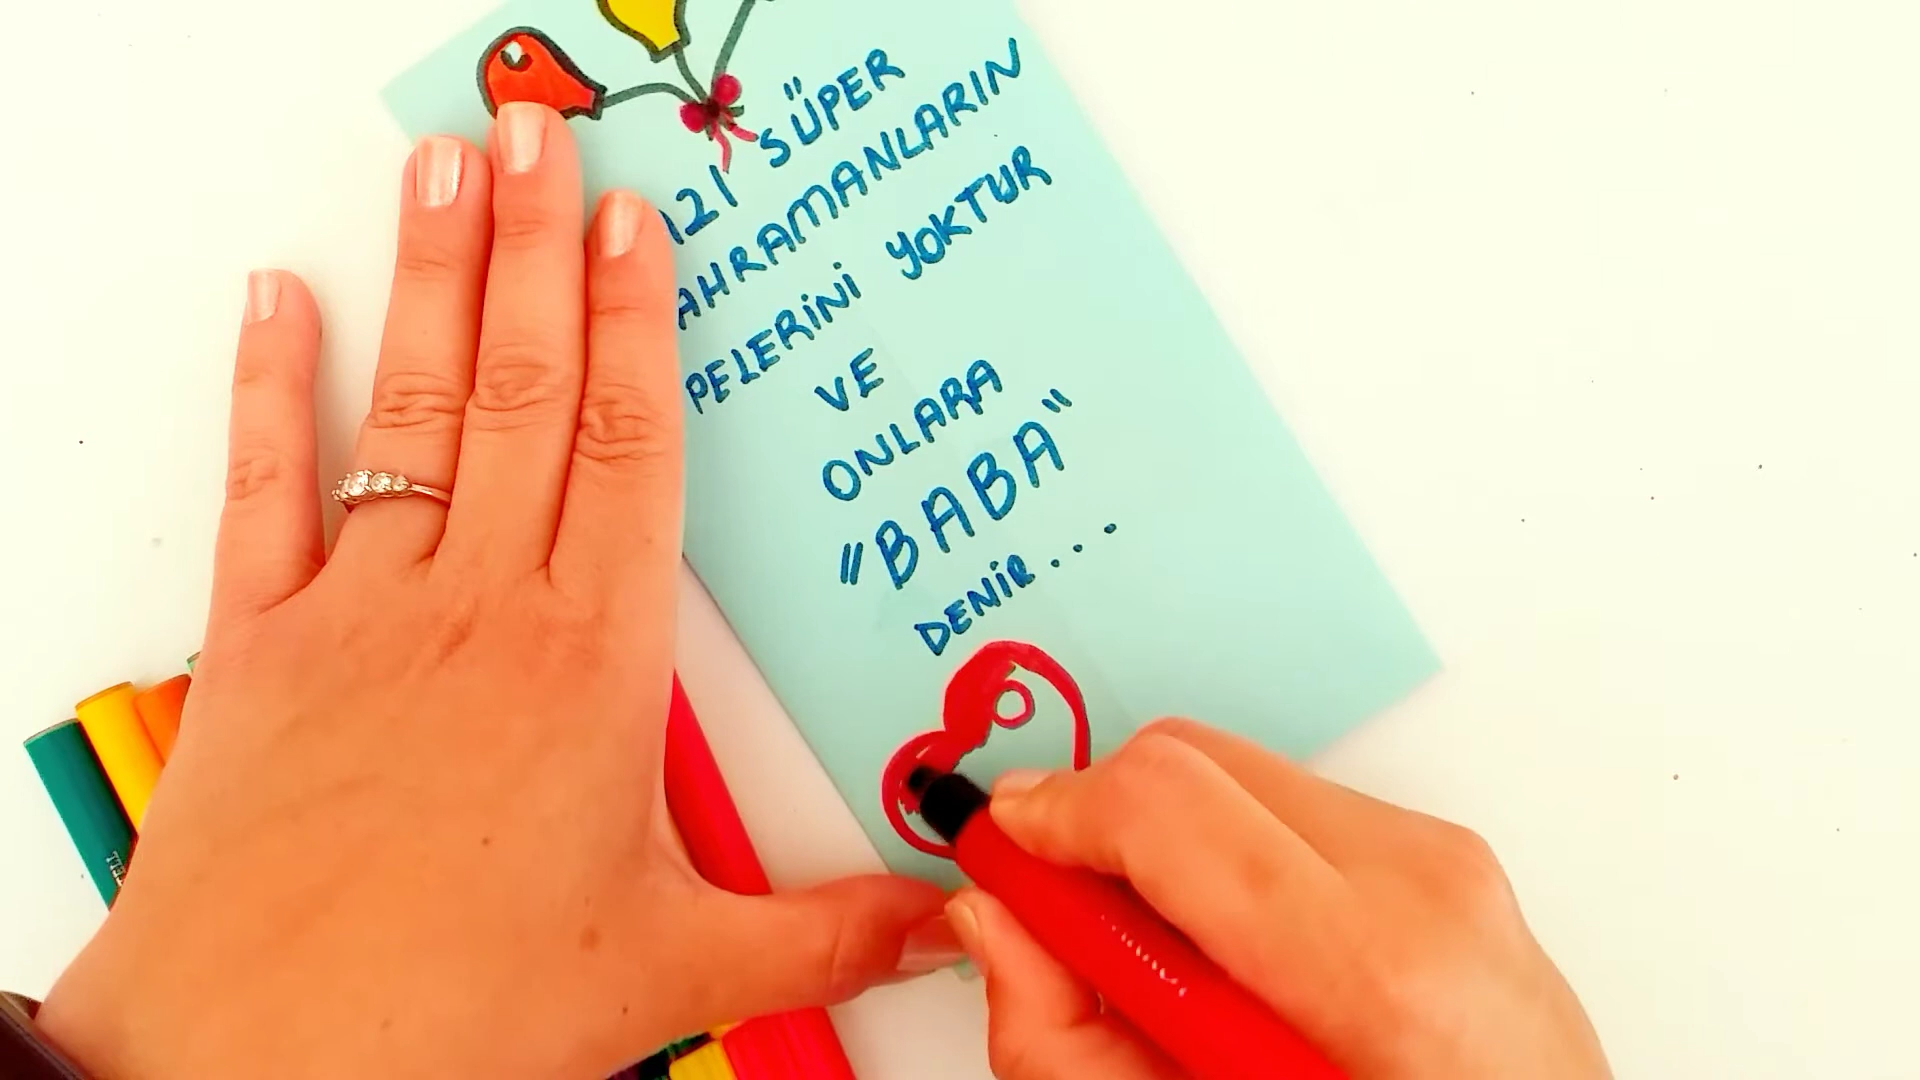 SÜPER
AHRAMANLARIN
PELERİNİ YOKTUR
VE
ONLARA
"BABA"
DENİR...